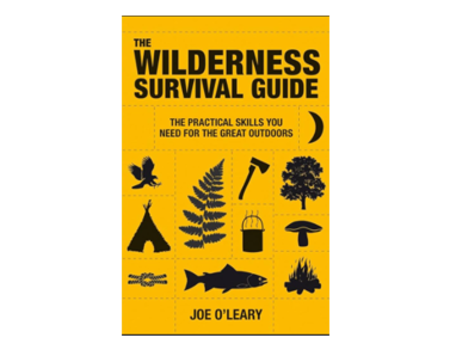 THE
WILDERNESS
SURVIVAL GUIDE
THE PRACTICAL SKILLS YOU
NEED FOR THE GREAT OUTDOORS
JOE O'LEARY